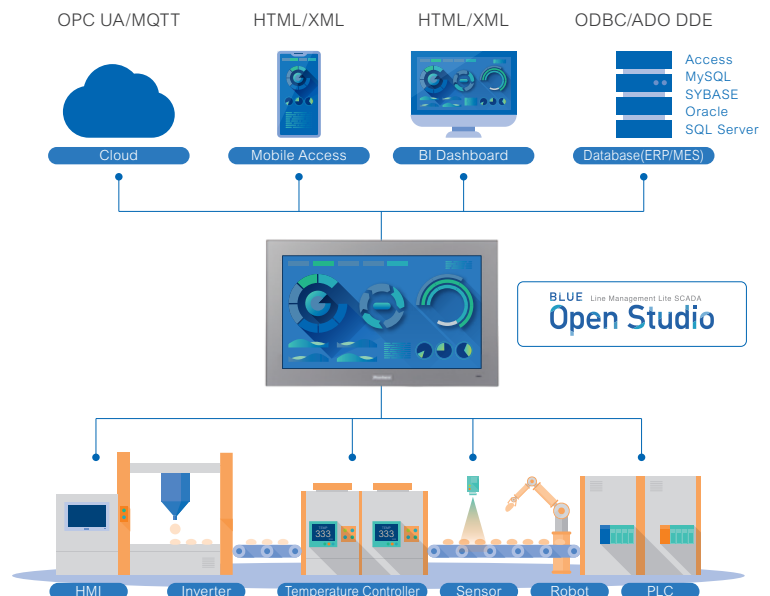 OPC UA/MQTT
HTML/XML
HTML/XML
ODBC/ADO DDE
Access
MySQL
SYBASE
Oracle
SQL Server
Cloud
Mobile Access
BI Dashboard
Database(ERP/MES)
BLUE Line Management Lite SCADA
Open Studio
333
333
HMI
Inverter
Temperature Controller
Sensor
Robot
PLC